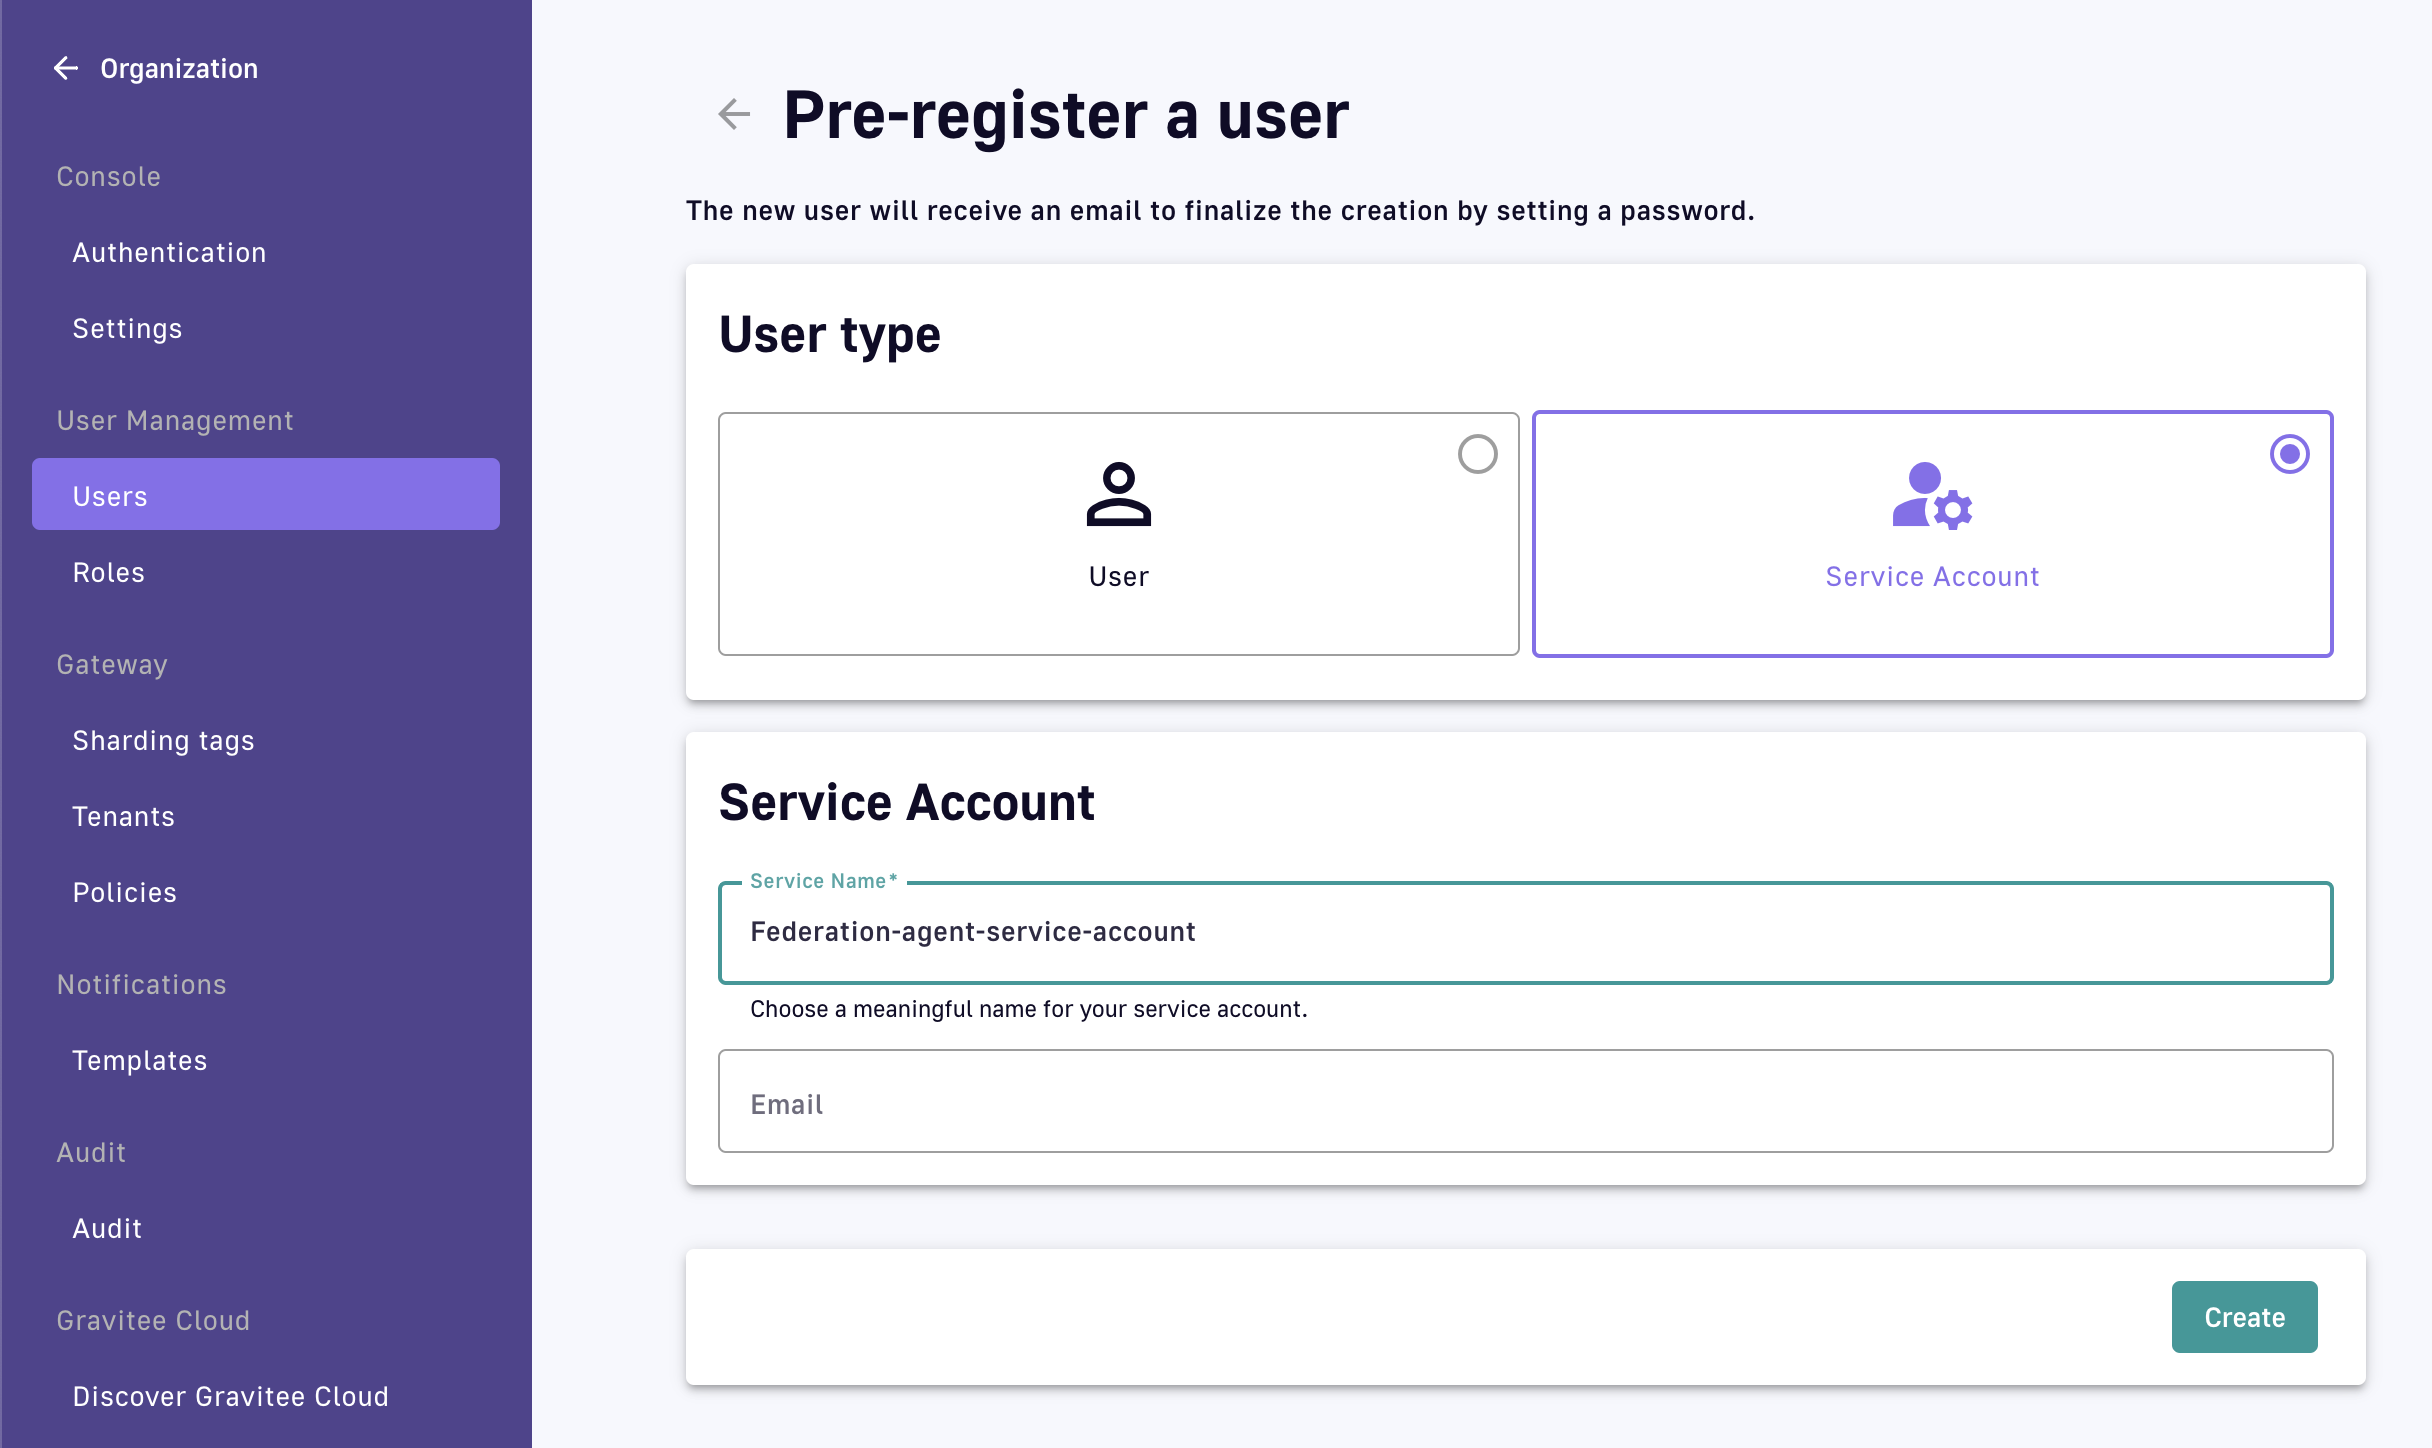 Organization
Console
Authentication
Settings
User Management
Users
Roles
Gateway
Sharding tags
Tenants
Policies
Notifications
Templates
Audit
Audit
Gravitee Cloud
Discover Gravitee Cloud
Pre-register a user
The new user will receive an email to finalize the creation by setting a password.
User type
User
Service Account
Service Account
Service Name*
Federation-agent-service-account
Choose a meaningful name for your service account.
Email
Create